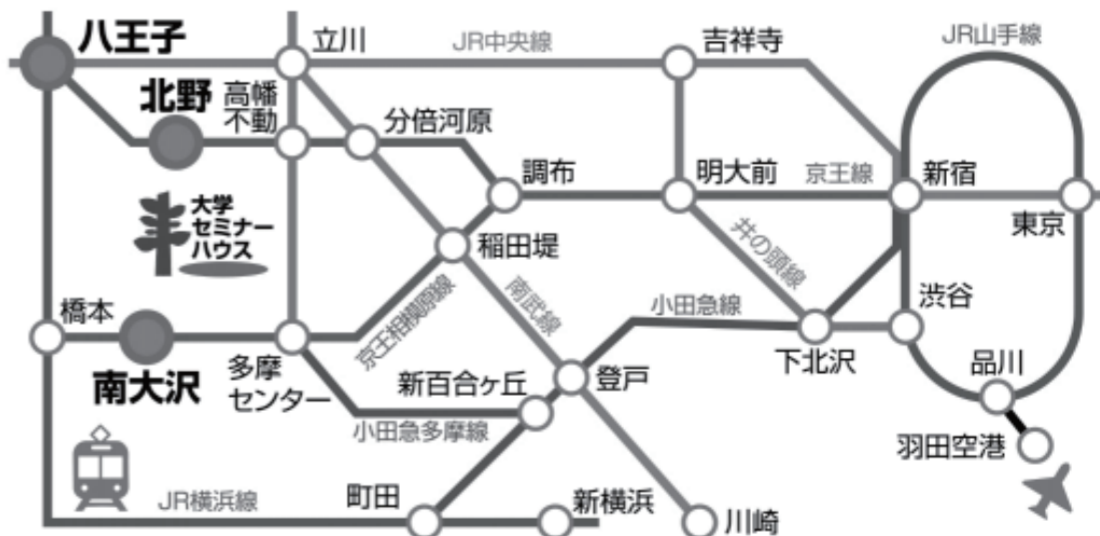 八王子
立川
JR中央線
吉祥寺
JR山手線
北野
高幡
不動
分倍河原
調布
明大前
京王線
新宿
東京
大学
セミナー
ハウス
稲田堤
井の頭線
橋本
京王相模原線
南武線
小田急線
渋谷
南大沢
多摩
センター
新百合ヶ丘
登戸
下北沢
品川
小田急多摩線
羽田空港
JR横浜線
町田
新横浜
川崎